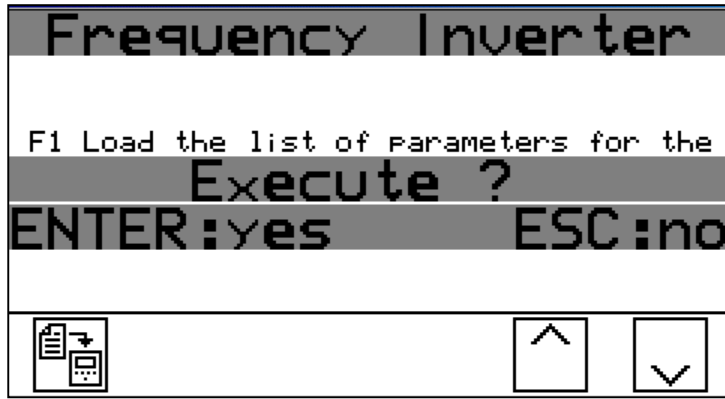 Frequency Inverter
F1 Load the list of parameters for the
Execute ?
ENTER:yes ESC:no